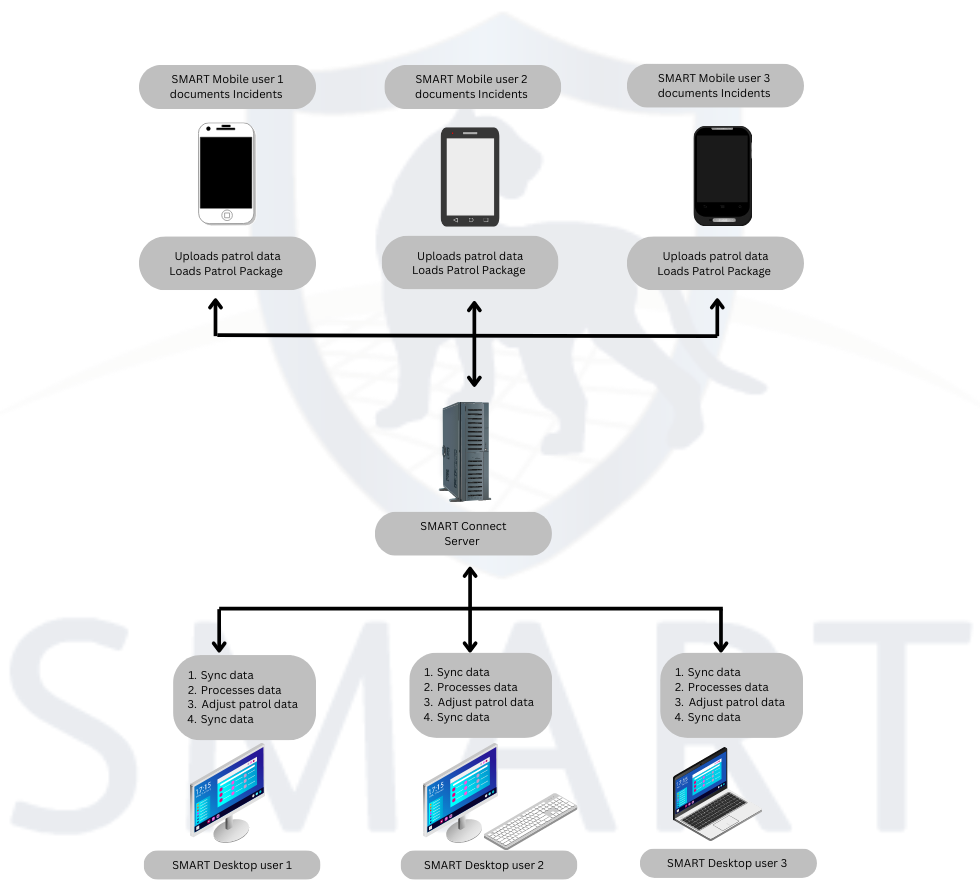 SMART Mobile user 1
documents Incidents
SMART Mobile user 2
documents Incidents
SMART Mobile user 3
documents Incidents
Uploads patrol data
Loads Patrol Package
Uploads patrol data
Loads Patrol Package
Uploads patrol data
Loads Patrol Package
SMART Connect
Server
SMART
1. Sync data
2. Processes data
3. Adjust patrol data
4. Sync data
1. Sync data
2. Processes data
3. Adjust patrol data
4. Sync data
1. Sync data
2. Processes data
3. Adjust patrol data
4. Sync data
17:15
17:15
17:15
SMART Desktop user 1
SMART Desktop user 2
SMART Desktop user 3